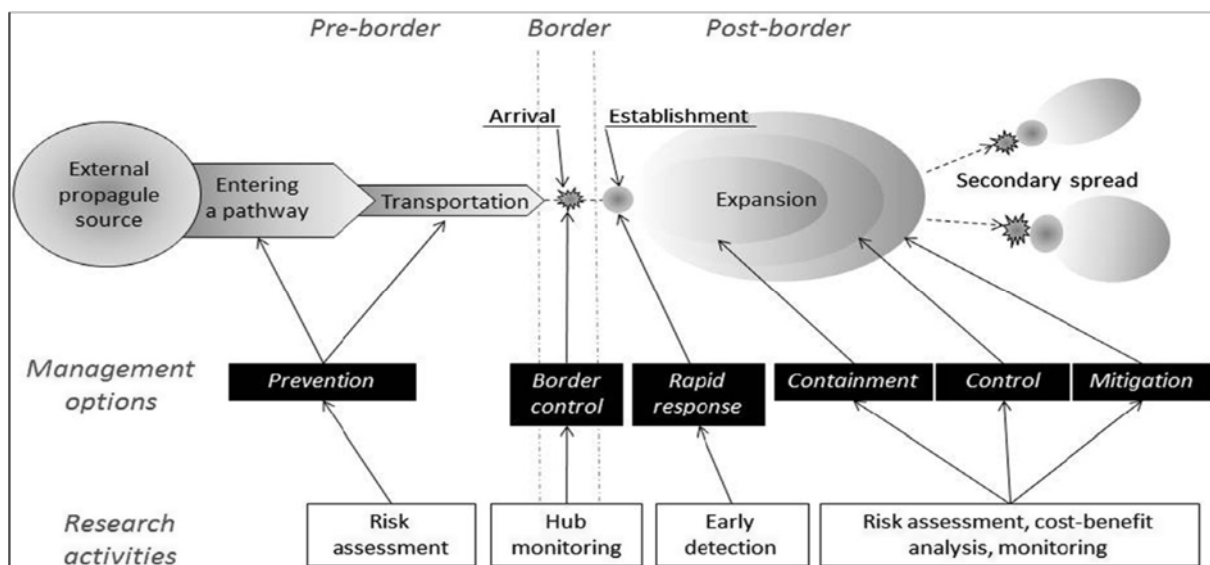 Pre-border
Border
Post-border
Arrival
Establishment
External
propagule
source
Entering
a pathway
Transportation
Expansion
Secondary spread
Management
options
Prevention
Border
control
Rapid
response
Containment
Control
Mitigation
Research
activities
Risk
assessment
Hub
monitoring
Early
detection
Risk assessment, cost-benefit
analysis, monitoring